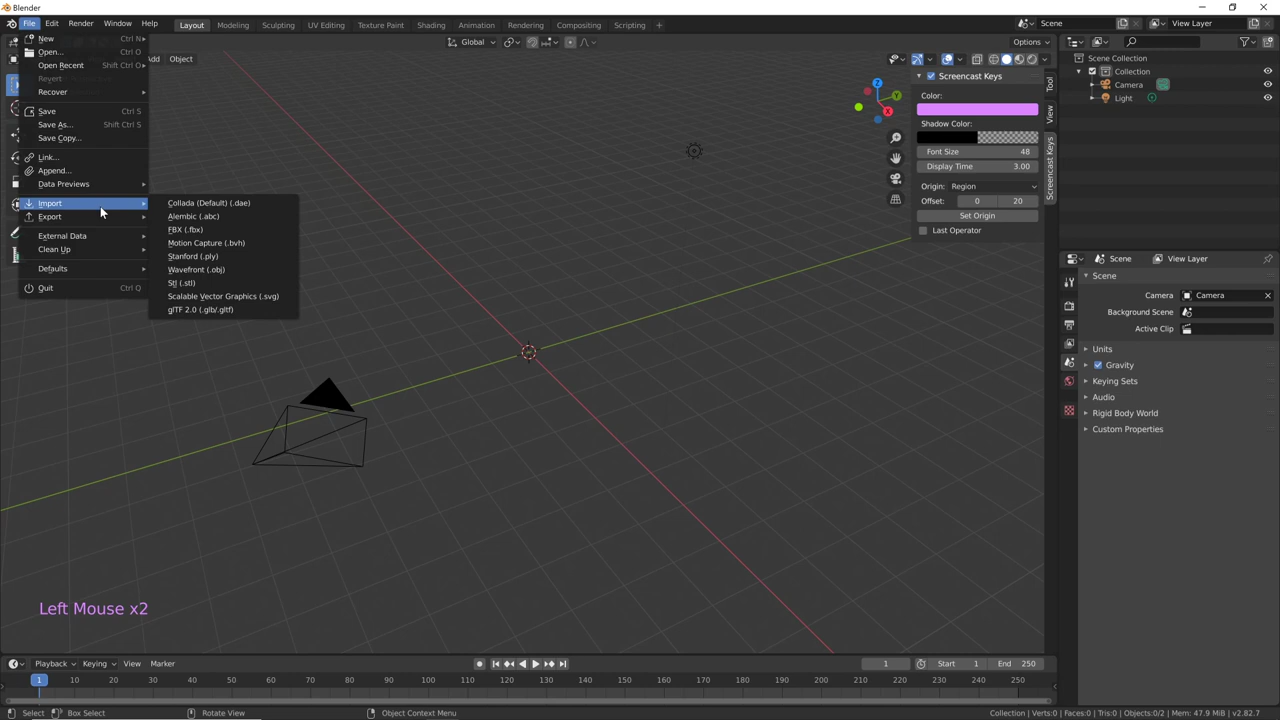 Blender
File Edit Render Window Help Layout Modeling Sculpting UV Editing Texture Paint Shading Animation Rendering Compositing Scripting + Scene View Layer
New Ctrl N
Open... Ctrl O
Open Recent Shift Ctrl O
Revert
Recover
Save Ctrl S
Save As... Shift Ctrl S
Save Copy...
Link...
Append...
Data Previews
Import
Export
External Data
Clean Up
Defaults
Quit Ctrl Q
Collada (Default) (.dae)
Alembic (.abc)
FBX (.fbx)
Motion Capture (.bvh)
Stanford (.ply)
Wavefront (.obj)
Stl (.stl)
Scalable Vector Graphics (.svg)
glTF 2.0 (.glb/.gltf)
Add Object
Global
Options
Z
Y
X
Screencast Keys
Color:
Shadow Color:
Font Size 48
Display Time 3.00
Origin: Region
Offset: 0 20
Set Origin
Last Operator
Tool
View
Screencast Keys
Scene Collection
Collection
Camera
Light
Scene View Layer
Scene
Camera Camera
Background Scene
Active Clip
Units
Gravity
Keying Sets
Audio
Rigid Body World
Custom Properties
Left Mouse x2
Playback Keying View Marker 1 Start 1 End 250
1 10 20 30 40 50 60 70 80 90 100 110 120 130 140 150 160 170 180 190 200 210 220 230 240 250
Select Box Select Rotate View Object Context Menu Collection | Verts:0 | Faces:0 | Tris:0 | Objects:0/2 | Mem: 47.9 MiB | v2.82.7